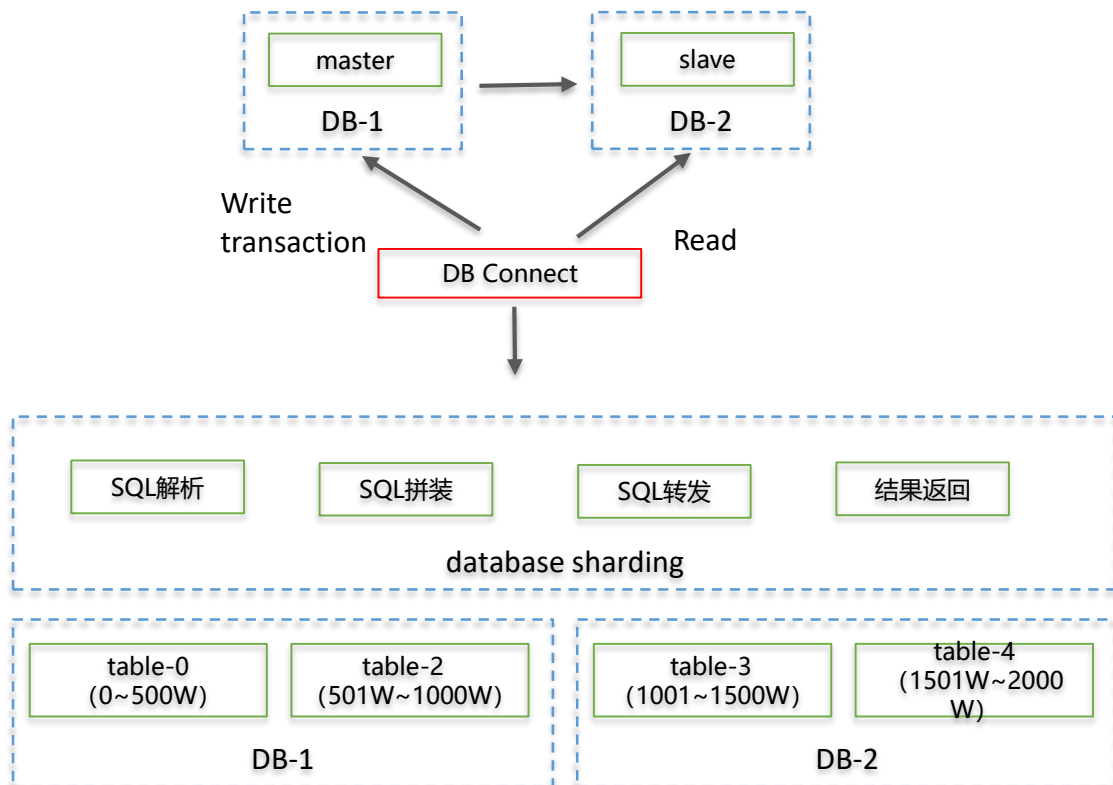 master
slave
DB-1
DB-2
Write
transaction
Read
DB Connect
SQL解析
SQL拼装
SQL转发
结果返回
database sharding
table-0
(0~500W)
table-2
(501W~1000W)
table-3
(1001~1500W)
table-4
(1501W~2000
W)
DB-1
DB-2